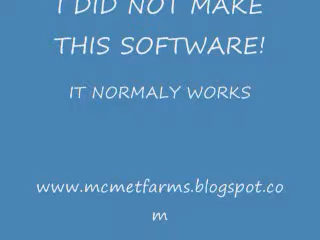 I DID NOT MAKE
THIS SOFTWARE!
IT NORMALY WORKS
www.mcmetfarms.blogspot.co
m